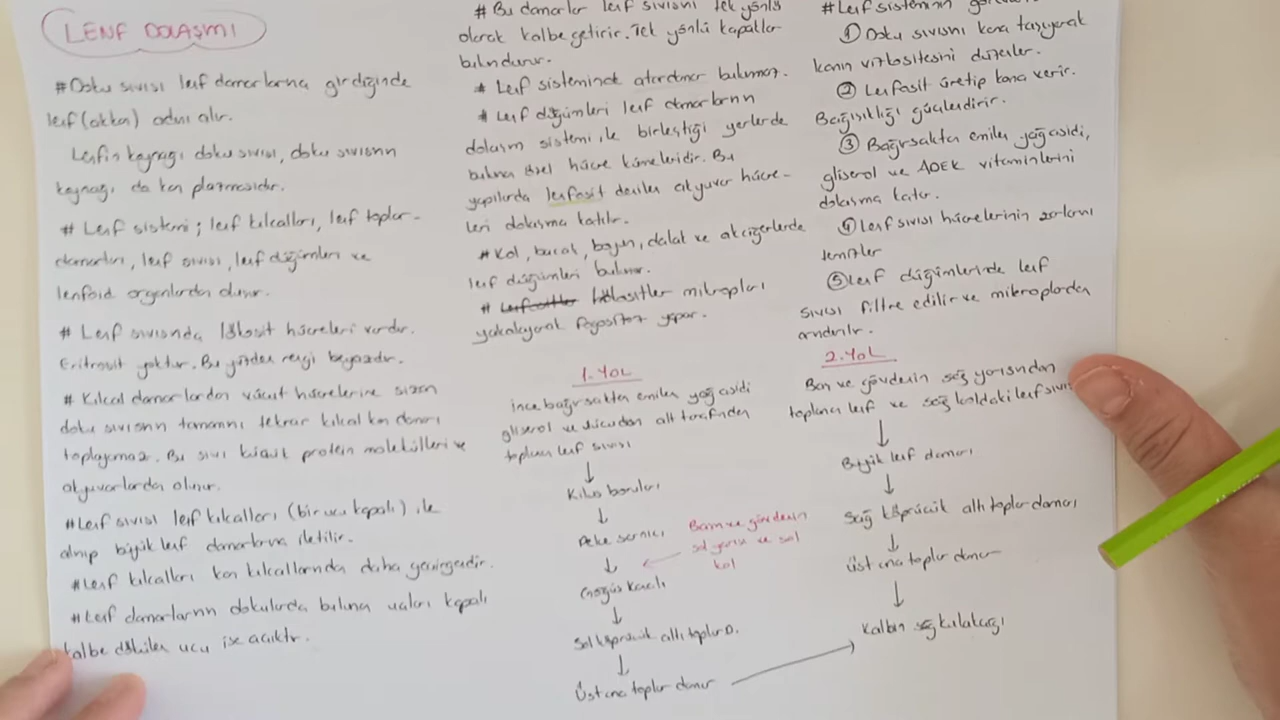 LENF DOLAŞIMI
#Doku sıvısı lenf damarlarına girdiğinde
lenf(akkan) adını alır.
Lenfin kaynağı doku sıvısı, doku sıvısının
kaynağı da kan plazmasıdır.
# Lenf sistemi; lenf kılcalları, lenf toplar-
damarları, lenf sıvısı, lenf düğümleri ve
lenfoid organlardan oluşur.
# Lenf sıvısında lökosit hücreleri vardır.
Eritrosit yoktur. Bu yüzden rengi beyazdır.
# Kılcal damarlardan vücut hücrelerine sızan
doku sıvısının tamamını tekrar kılcal kan damarı
toplayamaz. Bu sıvı küçük protein molekülleri ve
akyuvarlardan oluşur.
#Lenf sıvısı lenf kılcalları (bir ucu kapalı) ile
alınıp büyük lenf damarlarına iletilir.
#Lenf kılcalları kan kılcallarından daha geçirgendir.
#Lenf damarlarının dokularda bulunan uçları kapalı
kalbe dökülen ucu ise açıktır.
# Bu damarlar lenf sıvısını tek yönlü
olarak kalbe getirir. Tek yönlü kapakçıklar
bulundurur.
* Lenf sisteminde atardamar bulunmaz.
* Lenf düğümleri lenf damarlarının
dolaşım sistemi ile birleştiği yerlerde
bulunan özel hücre kümeleridir. Bu
yapılarda lenfosit denilen akyuvar hücre-
leri dolaşıma katılır.
# Kol, bacak, boyun, dalak ve akciğerlerde
lenf düğümleri bulunur.
# Lenfositler lökositler mikropları
yakalayarak fagositoz yapar.
1. YOL
ince bağırsaktan emilen yağ asidi
gliserol ve vücudun alt tarafından
toplanan lenf sıvısı
↓
Kilus boruları
↓
Peke sarnıcı
↓
Göğüs kanalı
↓
Sol köprücük altı toplar D.
↓
Üst ana toplar damar
Başın ve gövdenin
sol yarısı ve sol
kol
#Lenf sisteminin
① Doku sıvısını kana taşıyarak
kanın vizkositesini düzenler.
② Lenfosit üretip kana verir.
Bağışıklığı güçlendirir.
③ Bağırsakta emilen yağ asidi,
gliserol ve ADEK vitaminlerini
dolaşıma katar.
④ Lenf sıvısı hücrelerinin zarlarını
temizler
⑤ Lenf düğümlerinde lenf
sıvısı filtre edilir ve mikroplardan
arındırılır.
2. YOL
Baş ve gövdenin sağ yarısından
toplanan lenf ve sağ koldaki lenf sıvısı
↓
Büyük lenf damarı
↓
Sağ köprücük altı toplar damarı
↓
üst ana toplar damar
↓
Kalbin sağ kulakçığı